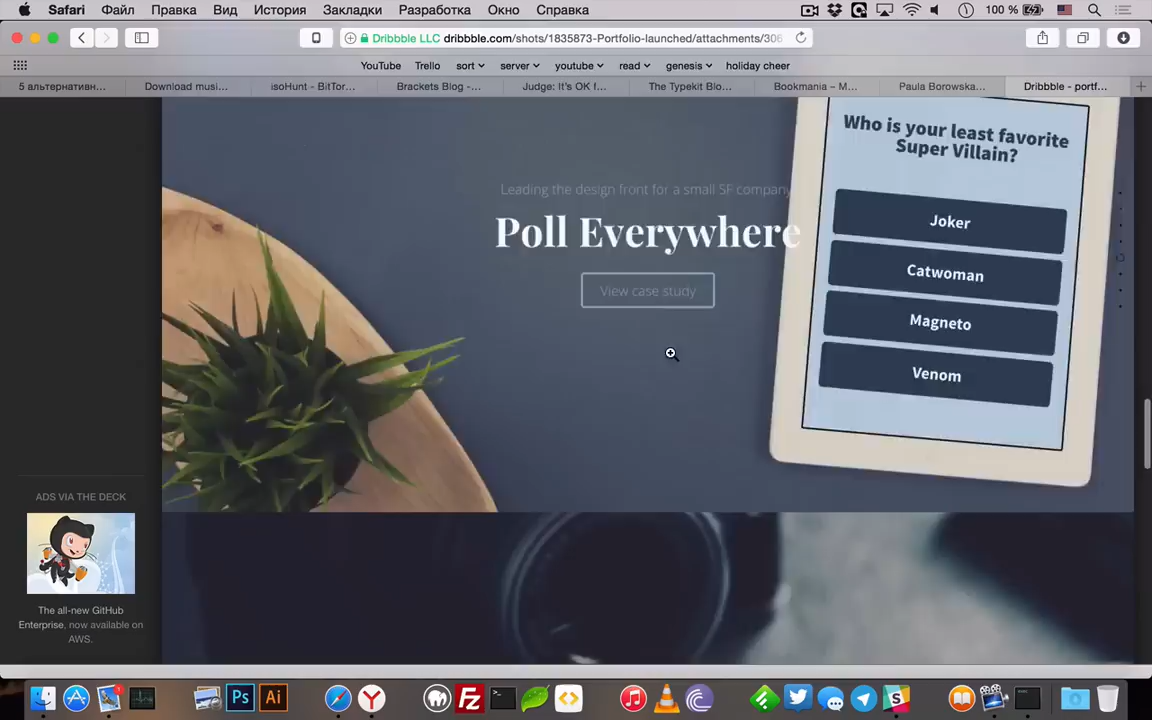 Safari Файл Правка Вид История Закладки Разработка Окно Справка 100 %
Dribbble LLC dribbble.com/shots/1835873-Portfolio-launched/attachments/306
YouTube Trello sort server youtube read genesis holiday cheer
5 альтернативн... Download musi... isoHunt - BitTor... Brackets Blog -... Judge: It's OK f... The Typekit Blo... Bookmania – M... Paula Borowska... Dribbble - portf...
Who is your least favorite
Super Villain?
Leading the design front for a small SF company
Joker
Poll Everywhere
Catwoman
View case study
Magneto
Venom
ADS VIA THE DECK
The all-new GitHub
Enterprise, now available on
AWS.
Ps Ai